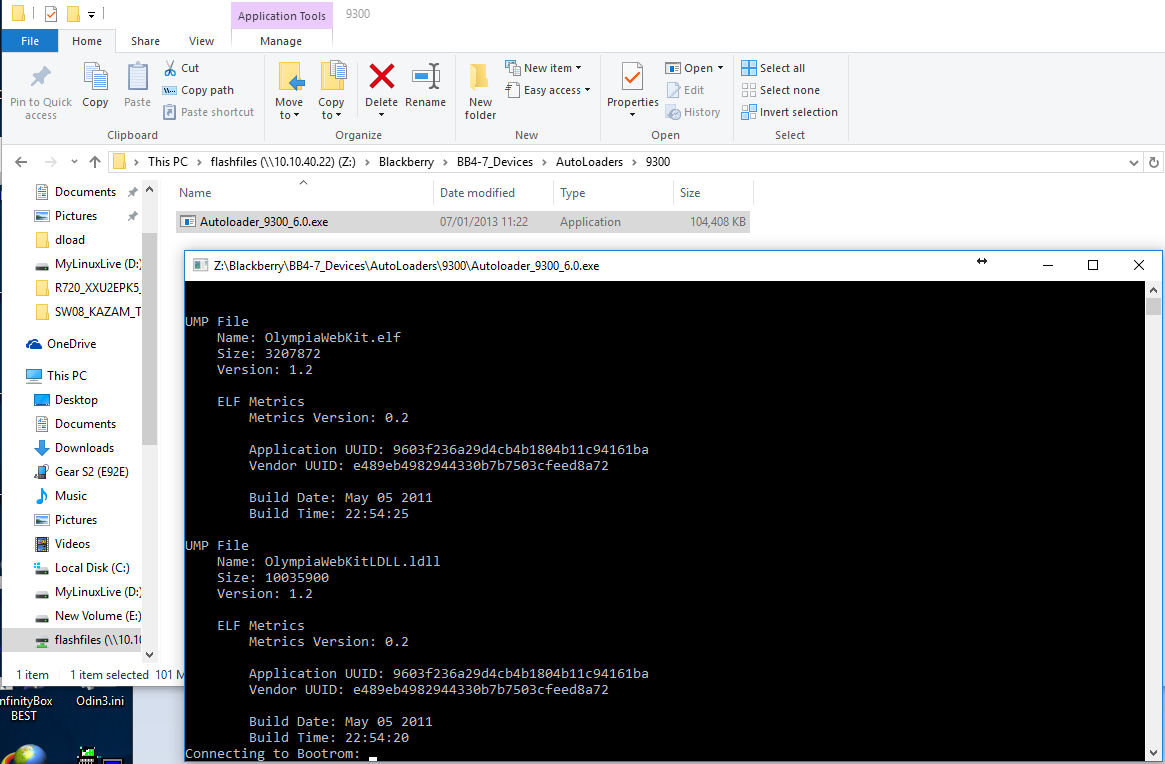 Application Tools 9300
File Home Share View Manage
Pin to Quick access
Copy
Paste
Cut
Copy path
Paste shortcut
Clipboard
Move to
Copy to
Delete
Rename
Organize
New folder
New item
Easy access
New
Properties
Open
Edit
History
Open
Select all
Select none
Invert selection
Select
This PC > flashfiles (\\10.10.40.22) (Z:) > Blackberry > BB4-7_Devices > AutoLoaders > 9300
Documents
Pictures
dload
MyLinuxLive (D:)
R720_XXU2EPK5_
SW08_KAZAM_T
OneDrive
This PC
Desktop
Documents
Downloads
Gear S2 (E92E)
Music
Pictures
Videos
Local Disk (C:)
MyLinuxLive (D:)
New Volume (E:)
flashfiles (\\10.10
Name Date modified Type Size
Autoloader_9300_6.0.exe 07/01/2013 11:22 Application 104,408 KB
1 item 1 item selected 101 M
nfinityBox
BEST
Odin3.ini
Z:\Blackberry\BB4-7_Devices\AutoLoaders\9300\Autoloader_9300_6.0.exe
UMP File
Name: OlympiaWebKit.elf
Size: 3207872
Version: 1.2
ELF Metrics
Metrics Version: 0.2
Application UUID: 9603f236a29d4cb4b1804b11c94161ba
Vendor UUID: e489eb4982944330b7b7503cfeed8a72
Build Date: May 05 2011
Build Time: 22:54:25
UMP File
Name: OlympiaWebKitLDLL.ldll
Size: 10035900
Version: 1.2
ELF Metrics
Metrics Version: 0.2
Application UUID: 9603f236a29d4cb4b1804b11c94161ba
Vendor UUID: e489eb4982944330b7b7503cfeed8a72
Build Date: May 05 2011
Build Time: 22:54:20
Connecting to Bootrom: _